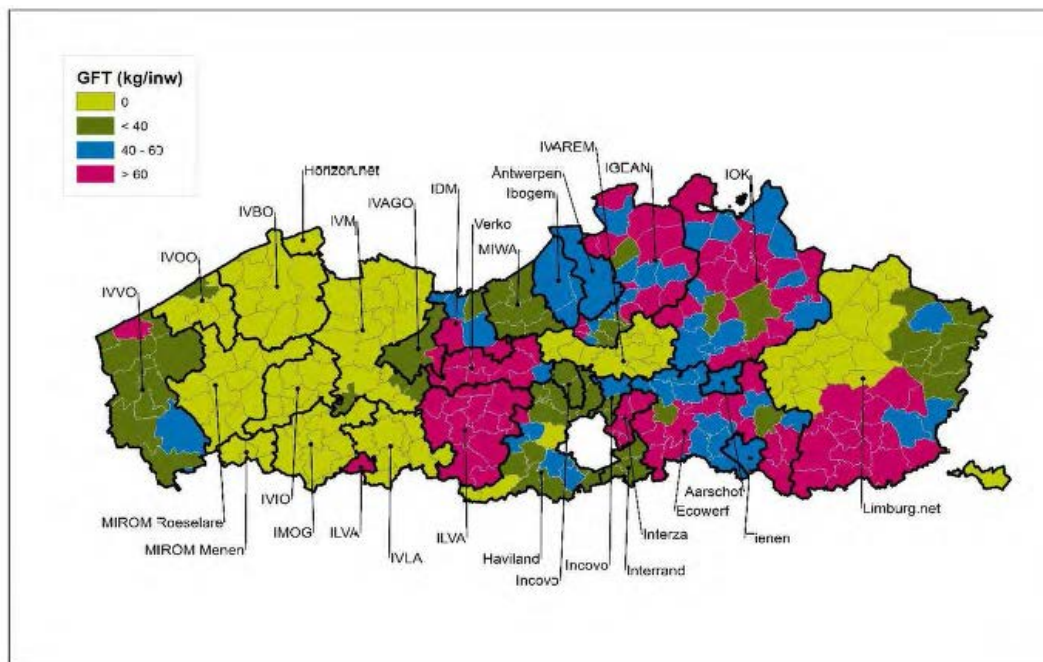 GFT (kg/inw)
0
< 40
40 - 60
> 60
IVAREM
Horizon.net
Antwerpen
IGEAN
IOK
IDM
Ibogem
IVBO
IVM
IVAGO
Verko
IVOO
MIWA
IVVO
MIROM Roeselare
IVIO
ILVA
Aarschot
Limburg.net
MIROM Menen
IMOG
ILVA
Ecowerf
IVLA
Haviland
Incovo
Incovo
Interza
Interrand
Tienen